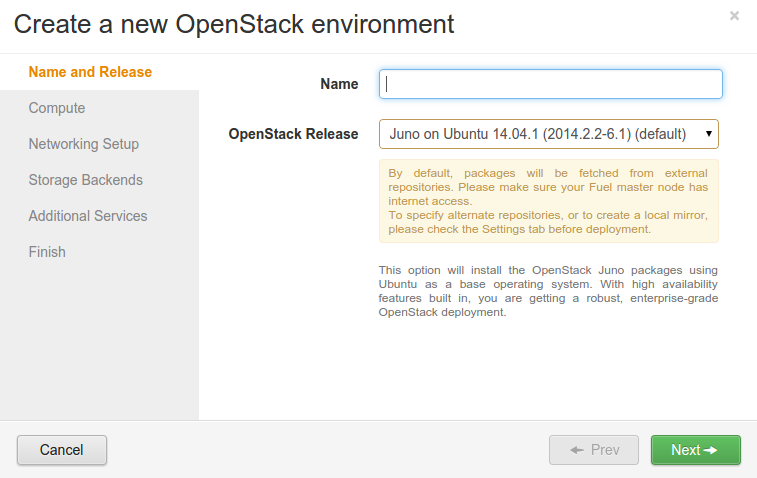 Create a new OpenStack environment
×
Name and Release
Compute
Networking Setup
Storage Backends
Additional Services
Finish
Name
OpenStack Release
Juno on Ubuntu 14.04.1 (2014.2.2-6.1) (default)
By default, packages will be fetched from external
repositories. Please make sure your Fuel master node has
internet access.
To specify alternate repositories, or to create a local mirror,
please check the Settings tab before deployment.
This option will install the OpenStack Juno packages using
Ubuntu as a base operating system. With high availability
features built in, you are getting a robust, enterprise-grade
OpenStack deployment.
Cancel
Prev
Next